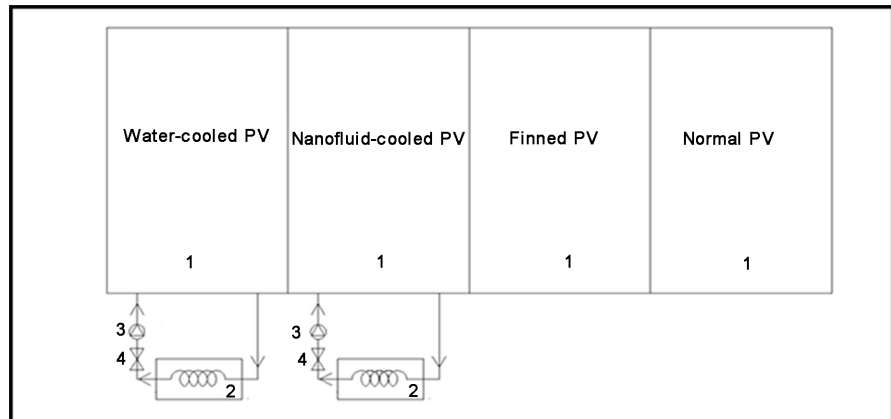 Water-cooled PV
Nanofluid-cooled PV
Finned PV
Normal PV
1
1
1
1
3
3
4
4
2
2